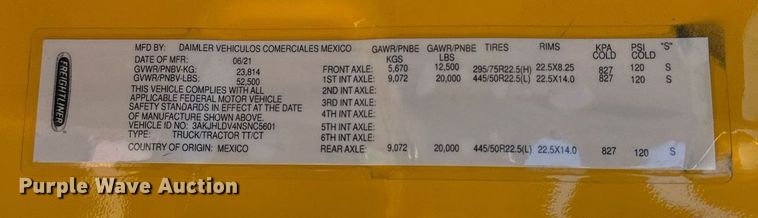 FREIGHTLINER
MFD BY: DAIMLER VEHICULOS COMERCIALES MEXICO
DATE OF MFR: 06/21
GVWR/PNBV-KG: 23,814
GVWR/PNBV-LBS: 52,500
THIS VEHICLE COMPLIES WITH ALL
APPLICABLE FEDERAL MOTOR VEHICLE
SAFETY STANDARDS IN EFFECT AT THE DATE
OF MANUFACTURE SHOWN ABOVE.
VEHICLE ID: 3AKJHLDV4NSNC5601
TYPE: TRUCK/TRACTOR TT/CT
COUNTRY OF ORIGIN: MEXICO
GAWR/PNBE KGS GAWR/PNBE LBS TIRES RIMS KPA COLD PSI COLD "S"
FRONT AXLE: 5,670 12,500 295/75R22.5(H) 22.5X8.25 827 120 S
1ST INT AXLE: 9,072 20,000 445/50R22.5(L) 22.5X14.0 827 120 S
2ND INT AXLE:
3RD INT AXLE:
4TH INT AXLE:
5TH INT AXLE:
6TH INT AXLE:
REAR AXLE: 9,072 20,000 445/50R22.5(L) 22.5X14.0 827 120 S
Purple Wave Auction